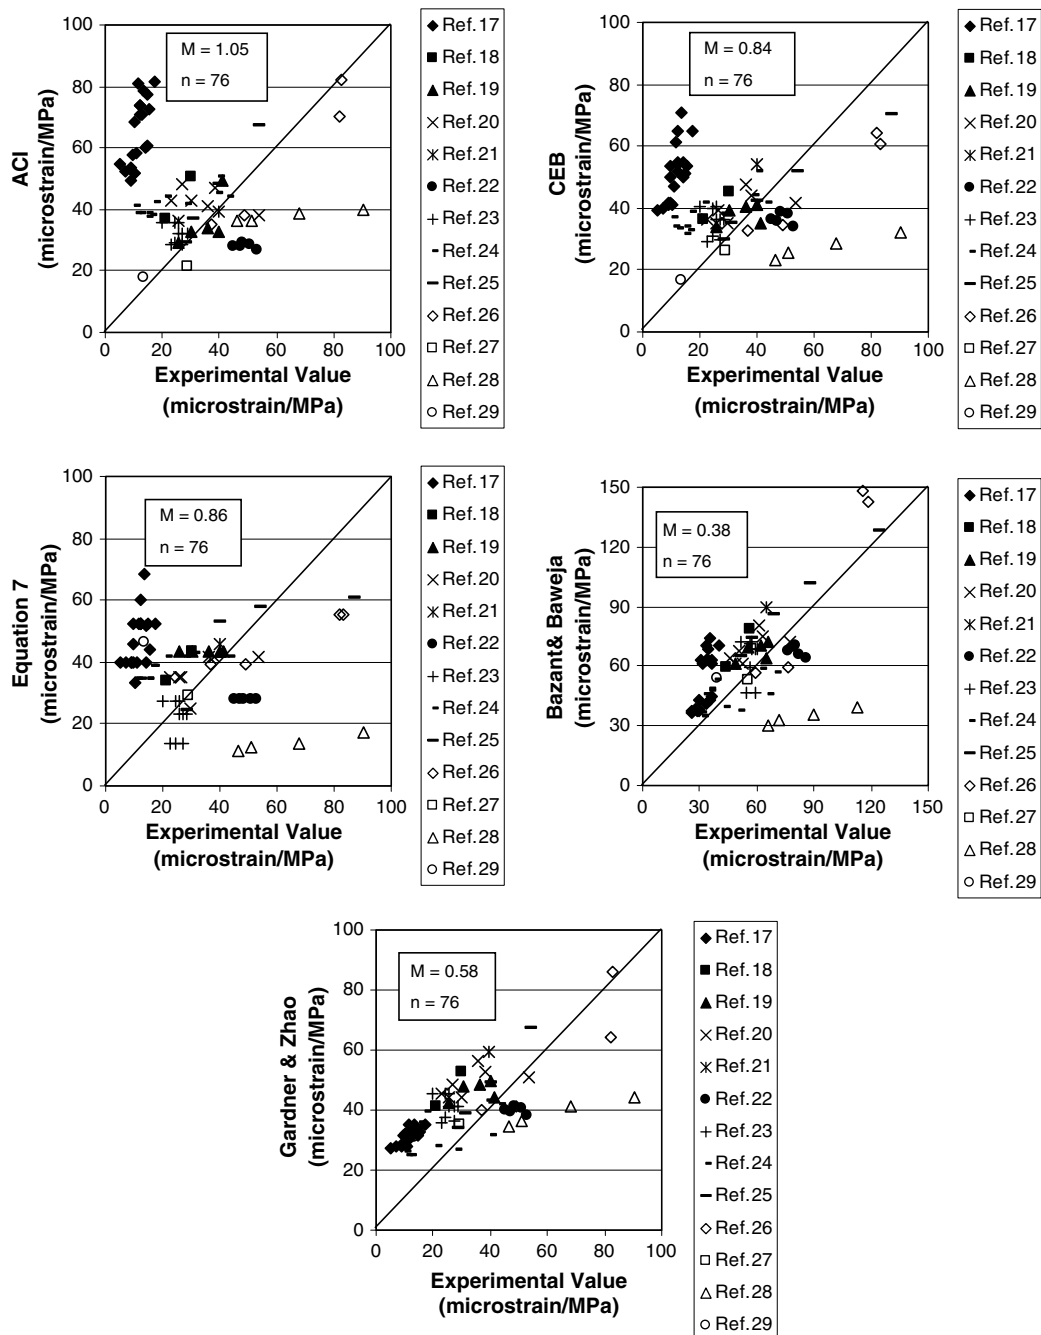 100
80
60
40
20
0
ACI
(microstrain/MPa)
M = 1.05
n = 76
0 20 40 60 80 100
Experimental Value
(microstrain/MPa)
Ref.17
Ref.18
Ref.19
Ref.20
Ref.21
Ref.22
Ref.23
Ref.24
Ref.25
Ref.26
Ref.27
Ref.28
Ref.29
100
80
60
40
20
0
CEB
(microstrain/MPa)
M = 0.84
n = 76
0 20 40 60 80 100
Experimental Value
(microstrain/MPa)
Ref.17
Ref.18
Ref.19
Ref.20
Ref.21
Ref.22
Ref.23
Ref.24
Ref.25
Ref.26
Ref.27
Ref.28
Ref.29
100
80
60
40
20
0
Equation 7
(microstrain/MPa)
M = 0.86
n = 76
0 20 40 60 80 100
Experimental Value
(microstrain/MPa)
Ref.17
Ref.18
Ref.19
Ref.20
Ref.21
Ref.22
Ref.23
Ref.24
Ref.25
Ref.26
Ref.27
Ref.28
Ref.29
150
120
90
60
30
0
Bazant& Baweja
(microstrain/MPa)
M = 0.38
n = 76
0 30 60 90 120 150
Experimental Value
(microstrain/MPa)
Ref.17
Ref.18
Ref.19
Ref.20
Ref.21
Ref.22
Ref.23
Ref.24
Ref.25
Ref.26
Ref.27
Ref.28
Ref.29
100
80
60
40
20
0
Gardner & Zhao
(microstrain/MPa)
M = 0.58
n = 76
0 20 40 60 80 100
Experimental Value
(microstrain/MPa)
Ref.17
Ref.18
Ref.19
Ref.20
Ref.21
Ref.22
Ref.23
Ref.24
Ref.25
Ref.26
Ref.27
Ref.28
Ref.29